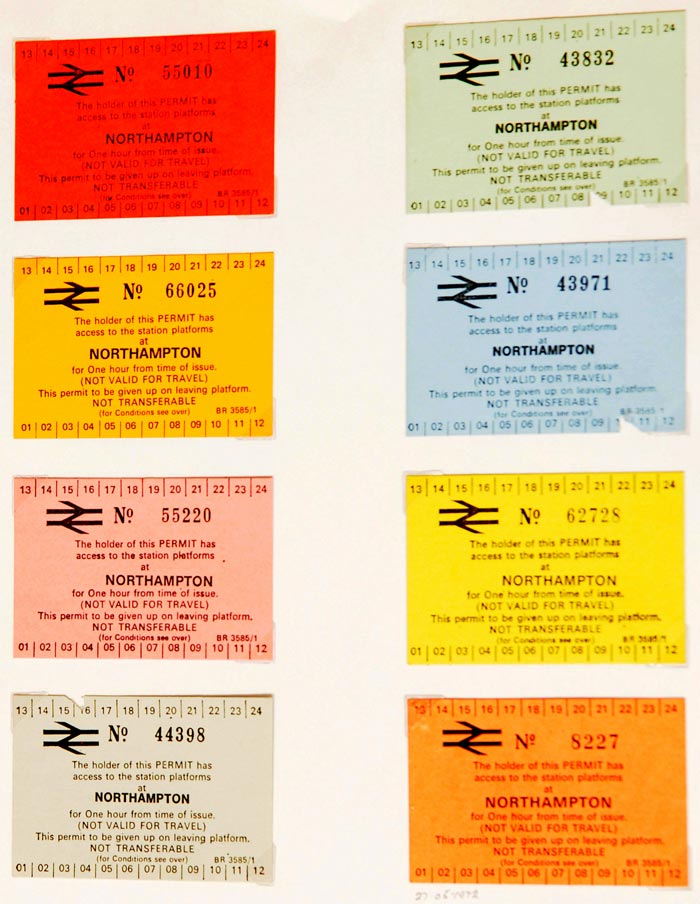 13 14 15 16 17 18 19 20 21 22 23 24
Nº 55010
The holder of this PERMIT has
access to the station platforms
at
NORTHAMPTON
for One hour from time of issue.
(NOT VALID FOR TRAVEL)
This permit to be given up on leaving platform.
NOT TRANSFERABLE
(for Conditions see over) BR 3585/1
01 02 03 04 05 06 07 08 09 10 11 12
13 14 15 16 17 18 19 20 21 22 23 24
Nº 66025
The holder of this PERMIT has
access to the station platforms
at
NORTHAMPTON
for One hour from time of issue.
(NOT VALID FOR TRAVEL)
This permit to be given up on leaving platform.
NOT TRANSFERABLE
(for Conditions see over) BR 3585/1
01 02 03 04 05 06 07 08 09 10 11 12
13 14 15 16 17 18 19 20 21 22 23 24
Nº 55220
The holder of this PERMIT has
access to the station platforms
at
NORTHAMPTON
for One hour from time of issue.
(NOT VALID FOR TRAVEL)
This permit to be given up on leaving platform.
NOT TRANSFERABLE
(for Conditions see over) BR 3585/1
01 02 03 04 05 06 07 08 09 10 11 12
13 14 15 16 17 18 19 20 21 22 23 24
Nº 44398
The holder of this PERMIT has
access to the station platforms
at
NORTHAMPTON
for One hour from time of issue.
(NOT VALID FOR TRAVEL)
This permit to be given up on leaving platform.
NOT TRANSFERABLE
(for Conditions see over) BR 3585/1
01 02 03 04 05 06 07 08 09 10 11 12
13 14 15 16 17 18 19 20 21 22 23 24
Nº 43832
The holder of this PERMIT has
access to the station platforms
at
NORTHAMPTON
for One hour from time of issue.
(NOT VALID FOR TRAVEL)
This permit to be given up on leaving platform.
NOT TRANSFERABLE
(for Conditions see over) BR 3585/1
01 02 03 04 05 06 07 08 09 10 11 12
13 14 15 16 17 18 19 20 21 22 23 24
Nº 43971
The holder of this PERMIT has
access to the station platforms
at
NORTHAMPTON
for One hour from time of issue.
(NOT VALID FOR TRAVEL)
This permit to be given up on leaving platform.
NOT TRANSFERABLE
(for Conditions see over) BR 3585/1
01 02 03 04 05 06 07 08 09 10 11 12
13 14 15 16 17 18 19 20 21 22 23 24
Nº 62728
The holder of this PERMIT has
access to the station platforms
at
NORTHAMPTON
for One hour from time of issue.
(NOT VALID FOR TRAVEL)
This permit to be given up on leaving platform.
NOT TRANSFERABLE
(for Conditions see over) BR 3585/1
01 02 03 04 05 06 07 08 09 10 11 12
13 14 15 16 17 18 19 20 21 22 23 24
Nº 8227
The holder of this PERMIT has
access to the station platforms
at
NORTHAMPTON
for One hour from time of issue.
(NOT VALID FOR TRAVEL)
This permit to be given up on leaving platform.
NOT TRANSFERABLE
(for Conditions see over) BR 3585/1
01 02 03 04 05 06 07 08 09 10 11 12